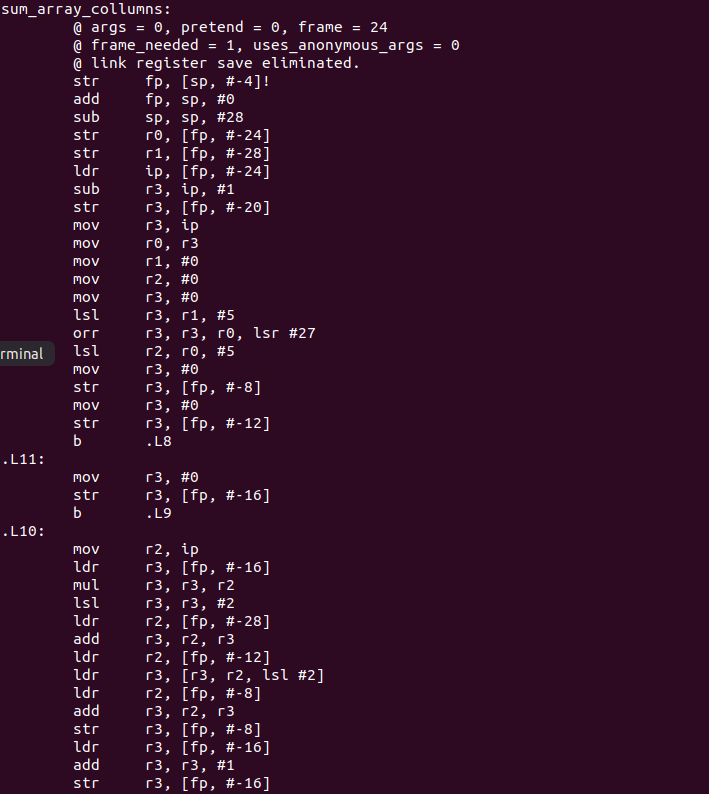 sum_array_collumns:
@ args = 0, pretend = 0, frame = 24
@ frame_needed = 1, uses_anonymous_args = 0
@ link register save eliminated.
str fp, [sp, #-4]!
add fp, sp, #0
sub sp, sp, #28
str r0, [fp, #-24]
str r1, [fp, #-28]
ldr ip, [fp, #-24]
sub r3, ip, #1
str r3, [fp, #-20]
mov r3, ip
mov r0, r3
mov r1, #0
mov r2, #0
mov r3, #0
lsl r3, r1, #5
orr r3, r3, r0, lsr #27
rminal
lsl r2, r0, #5
mov r3, #0
str r3, [fp, #-8]
mov r3, #0
str r3, [fp, #-12]
b .L8
.L11:
mov r3, #0
str r3, [fp, #-16]
b .L9
.L10:
mov r2, ip
ldr r3, [fp, #-16]
mul r3, r3, r2
lsl r3, r3, #2
ldr r2, [fp, #-28]
add r3, r2, r3
ldr r2, [fp, #-12]
ldr r3, [r3, r2, lsl #2]
ldr r2, [fp, #-8]
add r3, r2, r3
str r3, [fp, #-8]
ldr r3, [fp, #-16]
add r3, r3, #1
str r3, [fp, #-16]